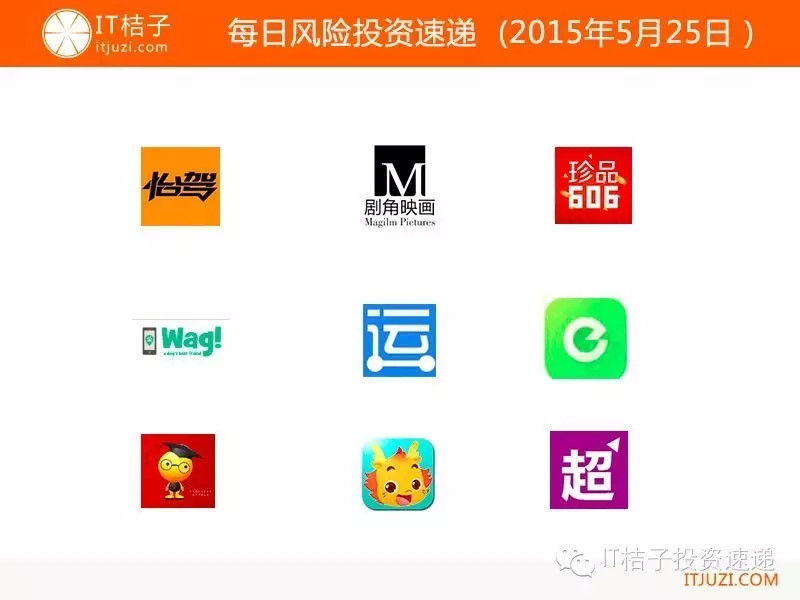 IT桔子
itjuzi.com
每日风险投资速递 (2015年5月25日 )
怡驾
M
剧角映画
Magilm Pictures
珍品
606
Wag!
a dog's best friend
运
e
超
IT桔子投资速递
ITJUZI.COM